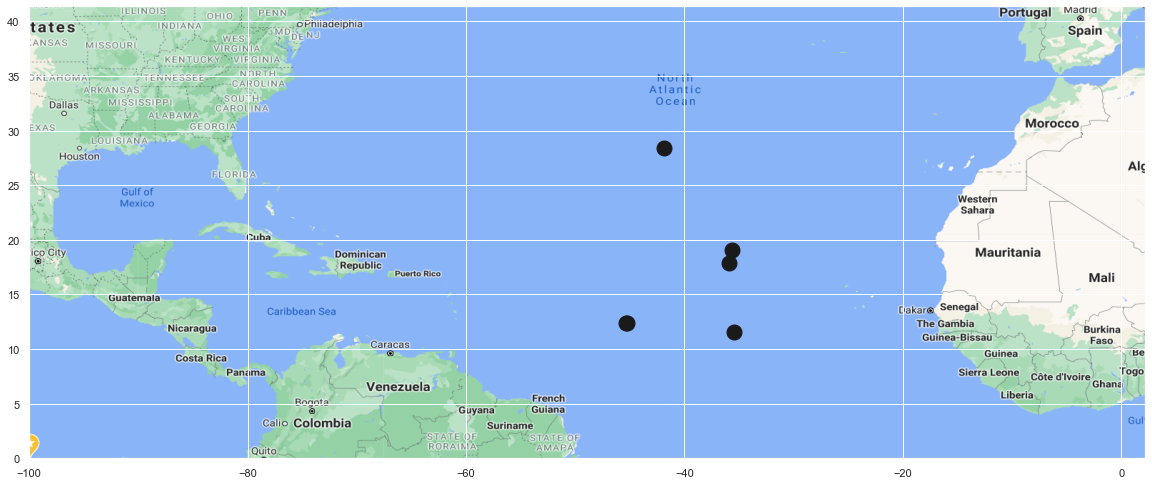 40
35
30
25
20
15
10
5
0
−100
−80
−60
−40
−20
0
tates
ILLINOIS
OHIO
PENN
INDIANA
Philadelphia
MD
DE
NJ
ANSAS
MISSOURI
WEST
VIRGINIA
KENTUCKY
VIRGINIA
OKLAHOMA
TENNESSEE
NORTH
CAROLINA
ARKANSAS
Dallas
MISSISSIPPI
SOUTH
CAROLINA
ALABAMA
EXAS
GEORGIA
LOUISIANA
Houston
FLORIDA
Gulf of
Mexico
Cuba
ico City
Dominican
Republic
Puerto Rico
Guatemala
Caribbean Sea
Nicaragua
Caracas
Costa Rica
Panama
Venezuela
Bogota
Guyana
French
Guiana
Cali
Colombia
Suriname
STATE OF
RORAIMA
STATE OF
AMAPA
Quito
North
Atlantic
Ocean
Portugal
Madrid
Spain
Morocco
Alg
Western
Sahara
Mauritania
Mali
Dakar
Senegal
The Gambia
Guinea-Bissau
Burkina
Faso
Guinea
Be
Sierra Leone
Côte d'Ivoire
Togo
Ghana
Liberia
Gulf